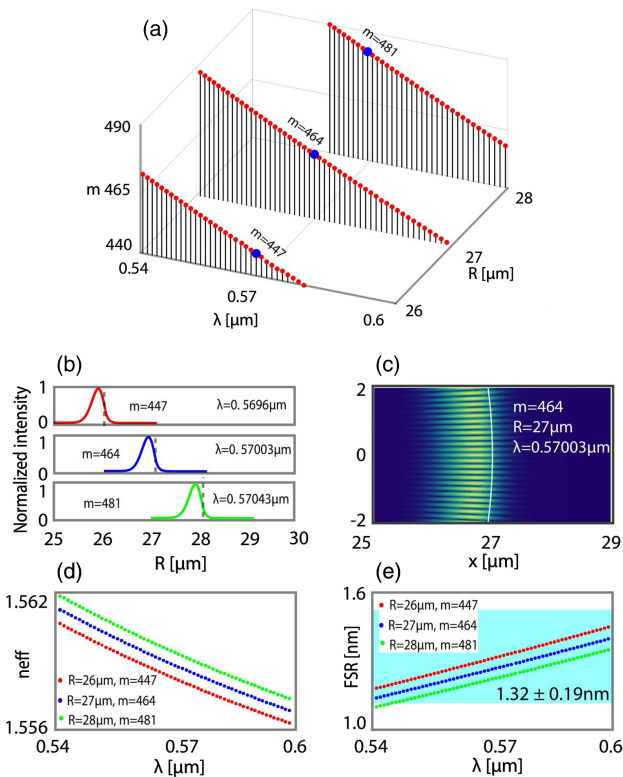 (a)
m=481
m=464
m=447
490
m 465
440
0.54
0.57
0.6
λ [µm]
26
27
28
R [µm]
(b)
Normalized intensity
1
0
m=447
λ=0.5696µm
1
0
m=464
λ=0.57003µm
1
0
m=481
λ=0.57043µm
25 26 27 28 29 30
R [µm]
(c)
2
0
-2
m=464
R=27µm
λ=0.57003µm
25 27 29
x [µm]
(d)
1.562
neff
1.556
R=26µm, m=447
R=27µm, m=464
R=28µm, m=481
0.54 0.57 0.6
λ [µm]
(e)
1.6
FSR [nm]
1.0
R=26µm, m=447
R=27µm, m=464
R=28µm, m=481
1.32 ± 0.19nm
0.54 0.57 0.6
λ [µm]